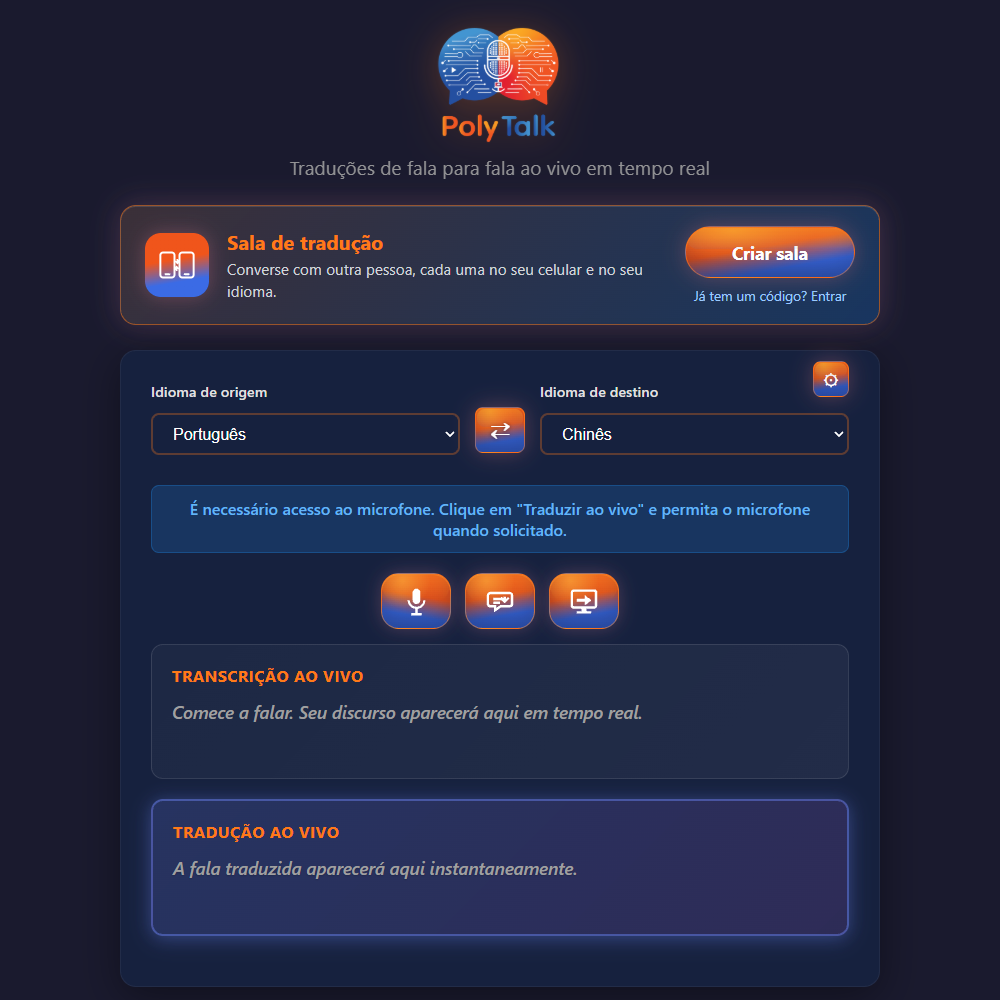 Poly Talk
Traduções de fala para fala ao vivo em tempo real
Sala de tradução
Converse com outra pessoa, cada uma no seu celular e no seu
idioma.
Criar sala
Já tem um código? Entrar
Idioma de origem
Português
Idioma de destino
Chinês
É necessário acesso ao microfone. Clique em "Traduzir ao vivo" e permita o microfone
quando solicitado.
TRANSCRIÇÃO AO VIVO
Comece a falar. Seu discurso aparecerá aqui em tempo real.
TRADUÇÃO AO VIVO
A fala traduzida aparecerá aqui instantaneamente.